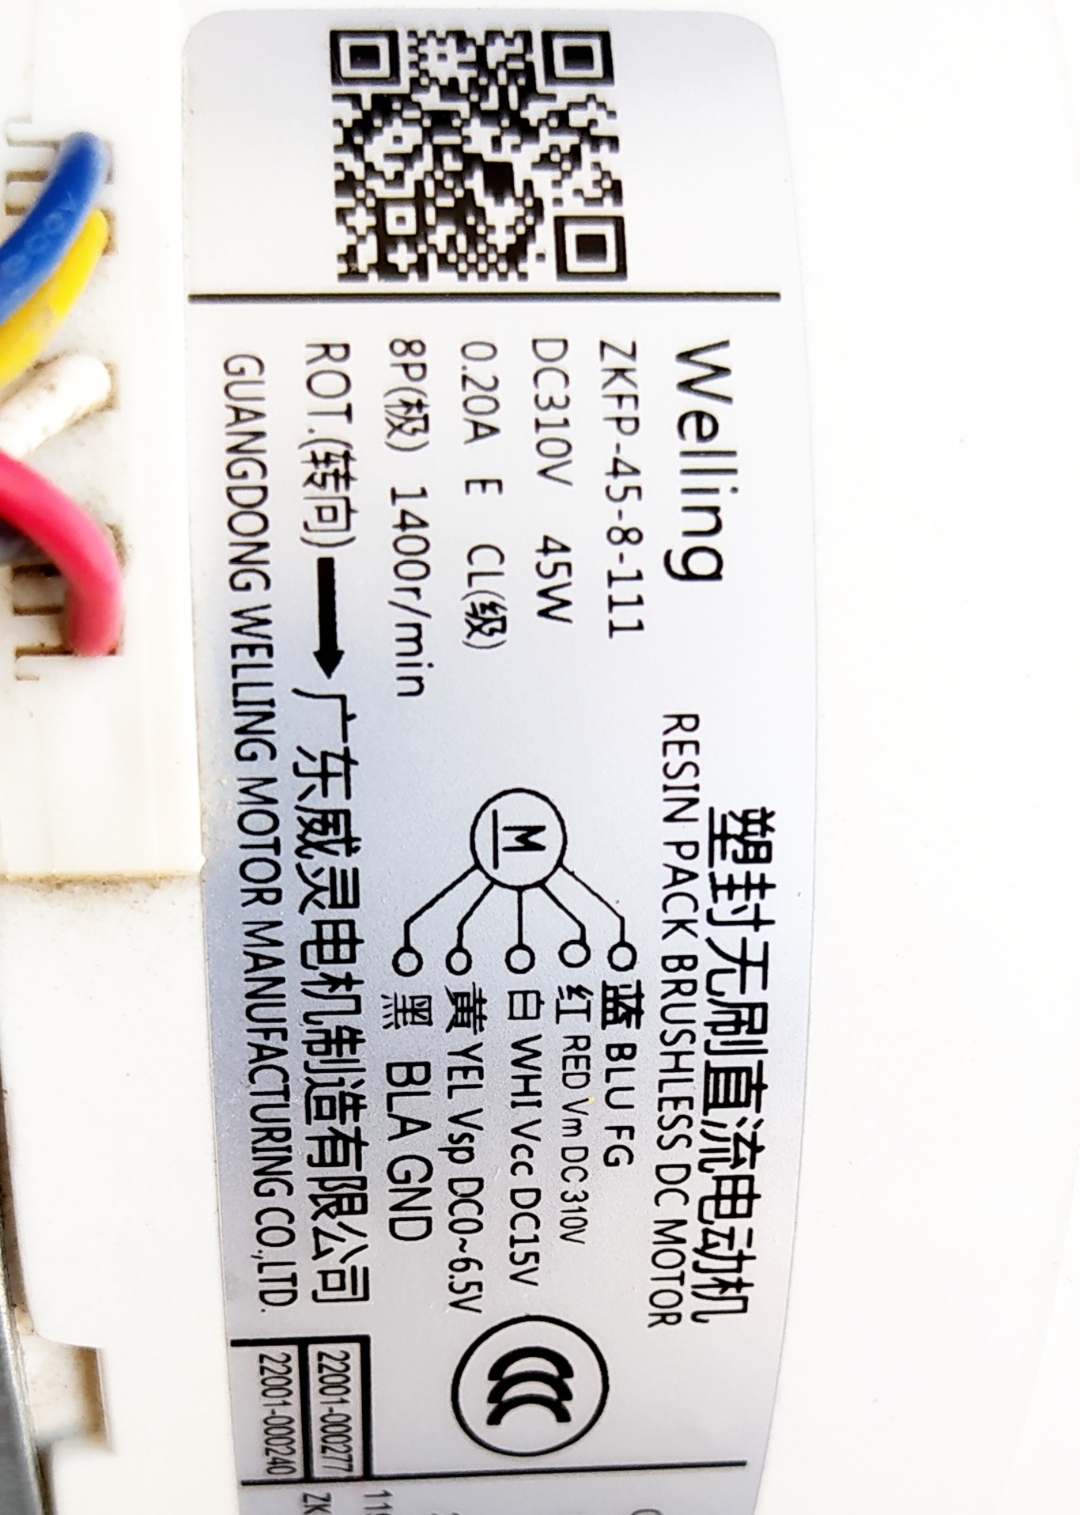 Welling
塑封无刷直流电动机
ZKFP-45-8-111
RESIN PACK BRUSHLESS DC MOTOR
DC310V 45W
0.20A E CL(级)
8P(极) 1400r/min
ROT.(转向)
M
蓝 BLU FG
红 RED Vm DC 310V
白 WHI Vcc DC15V
黄 YEL Vsp DC0~6.5V
黑 BLA GND
广东威灵电机制造有限公司
GUANGDONG WELLING MOTOR MANUFACTURING CO.,LTD.
22001-000277
22001-000240
ZK